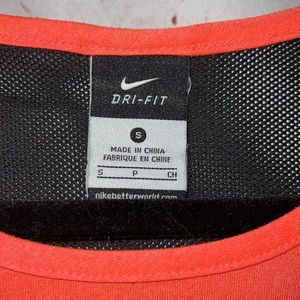 DRI-FIT
S
MADE IN CHINA
FABRIQUE EN CHINE
S P CH
nikebetterworld.com